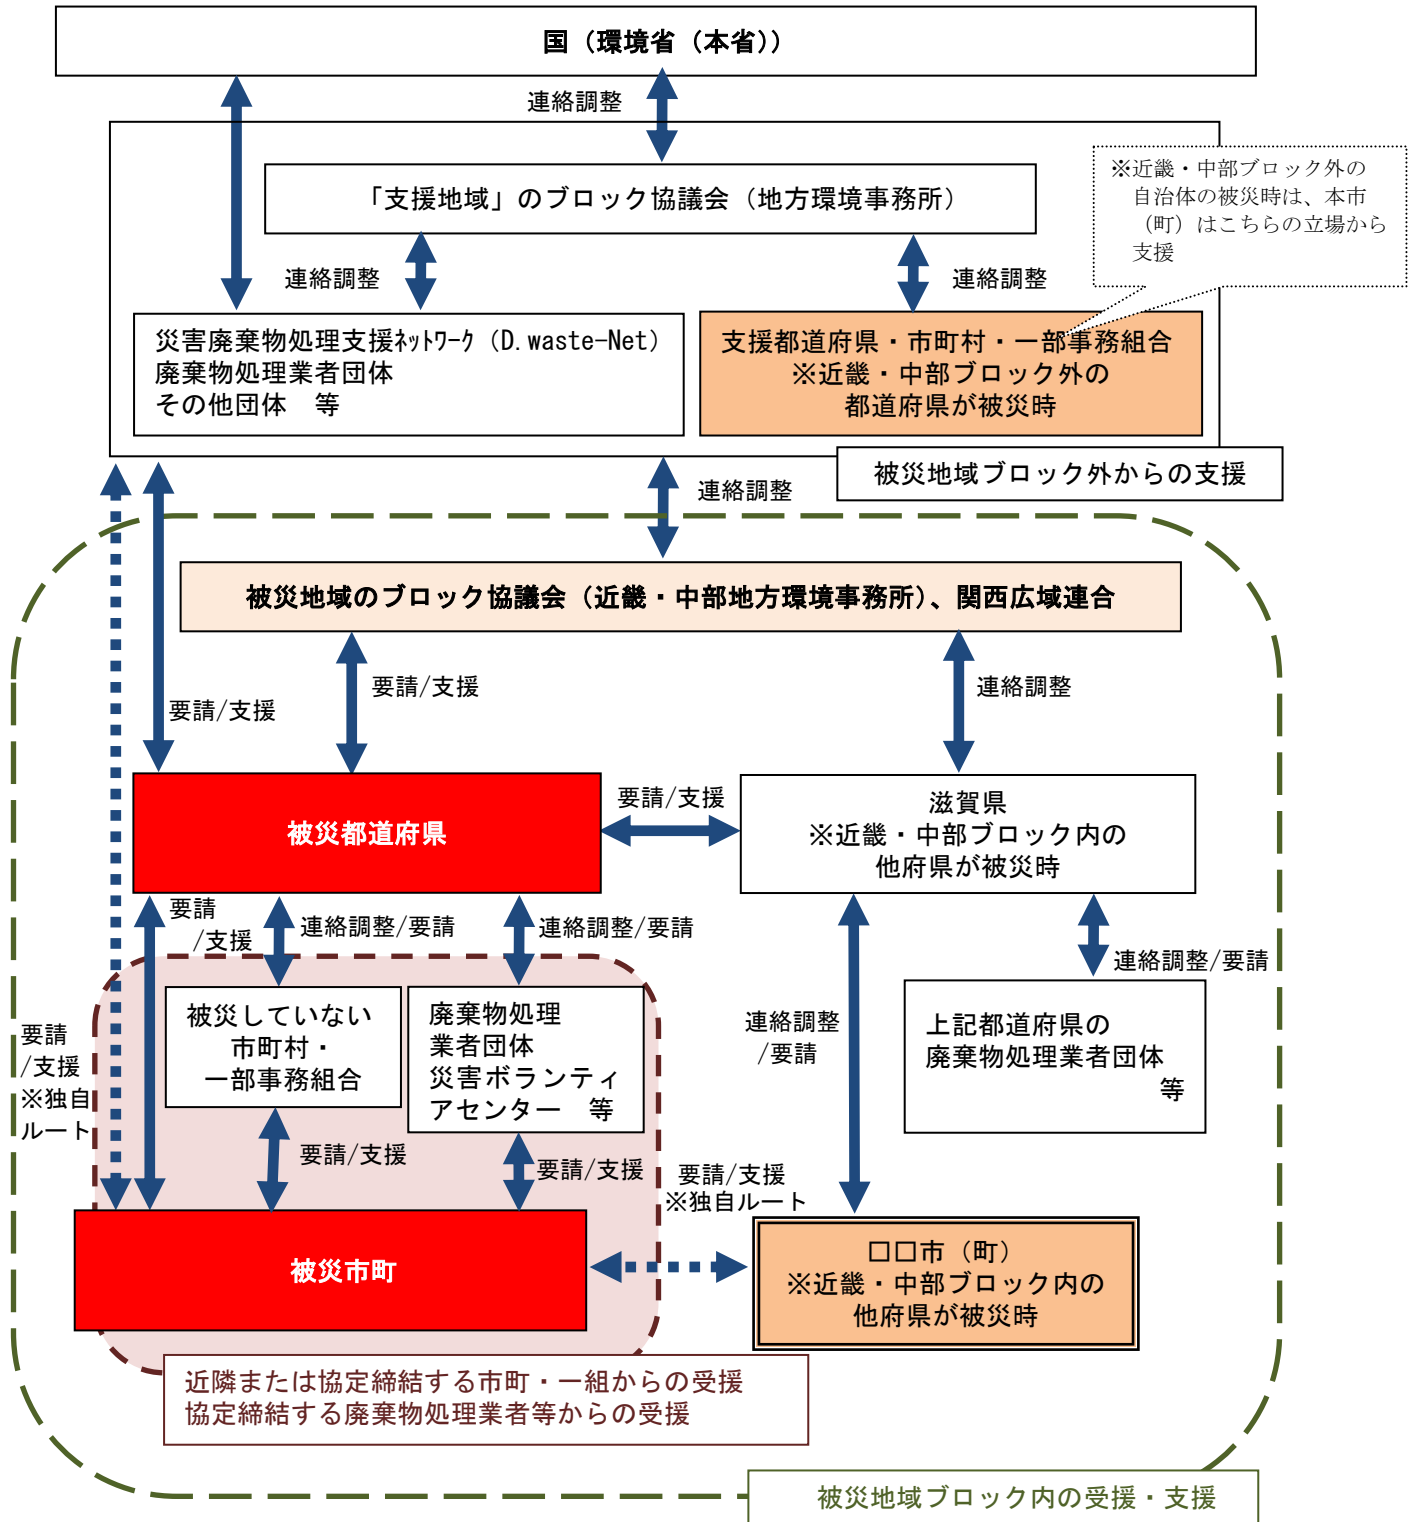 国（環境省（本省））
連絡調整
「支援地域」のブロック協議会（地方環境事務所）
※近畿・中部ブロック外の
自治体の被災時は、本市
（町）はこちらの立場から
支援
連絡調整
連絡調整
災害廃棄物処理支援ﾈｯﾄﾜｰｸ（D.waste-Net）
廃棄物処理業者団体
その他団体　等
支援都道府県・市町村・一部事務組合
※近畿・中部ブロック外の
都道府県が被災時
被災地域ブロック外からの支援
連絡調整
被災地域のブロック協議会（近畿・中部地方環境事務所）、関西広域連合
要請/支援
要請/支援
連絡調整
被災都道府県
要請/支援
滋賀県
※近畿・中部ブロック内の
他府県が被災時
要請
/支援
連絡調整/要請
連絡調整/要請
連絡調整/要請
要請
/支援
※独自
ルート
被災していない
市町村・
一部事務組合
廃棄物処理
業者団体
災害ボランティ
アセンター　等
連絡調整
/要請
上記都道府県の
廃棄物処理業者団体
等
要請/支援
要請/支援
要請/支援
※独自ルート
被災市町
□□市（町）
※近畿・中部ブロック内の
他府県が被災時
近隣または協定締結する市町・一組からの受援
協定締結する廃棄物処理業者等からの受援
被災地域ブロック内の受援・支援